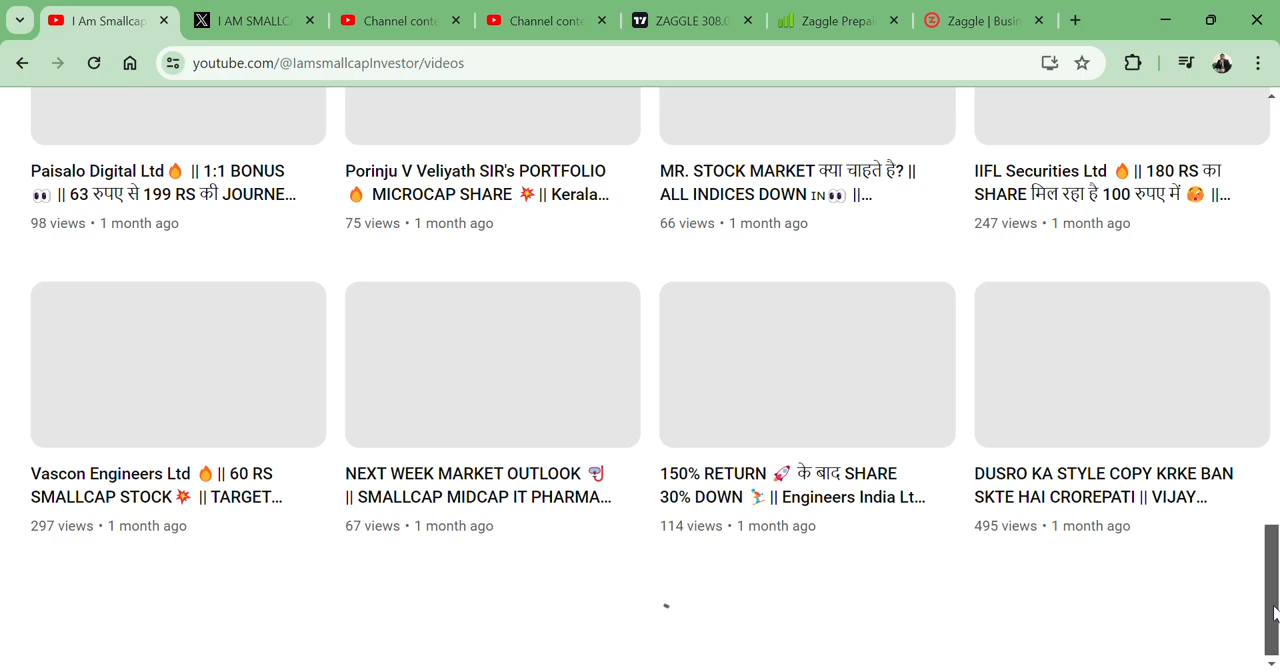 I Am Smallcap
I AM SMALLC
Channel conte
Channel conte
ZAGGLE 308.0
Zaggle Prepai
Zaggle | Busin
youtube.com/@IamsmallcapInvestor/videos
Paisalo Digital Ltd🔥 || 1:1 BONUS
👀 || 63 रुपए से 199 RS की JOURNE...
98 views • 1 month ago
Porinju V Veliyath SIR's PORTFOLIO
🔥 MICROCAP SHARE 💥 || Kerala...
75 views • 1 month ago
MR. STOCK MARKET क्या चाहते है? ||
ALL INDICES DOWN ɪɴ👀 ||...
66 views • 1 month ago
IIFL Securities Ltd 🔥|| 180 RS का
SHARE मिल रहा है 100 रुपए में 🥵 ||...
247 views • 1 month ago
Vascon Engineers Ltd 🔥|| 60 RS
SMALLCAP STOCK💥 || TARGET...
297 views • 1 month ago
NEXT WEEK MARKET OUTLOOK 🤿
|| SMALLCAP MIDCAP IT PHARMA...
67 views • 1 month ago
150% RETURN 🚀 के बाद SHARE
30% DOWN ⛷️|| Engineers India Lt...
114 views • 1 month ago
DUSRO KA STYLE COPY KRKE BAN
SKTE HAI CROREPATI || VIJAY...
495 views • 1 month ago